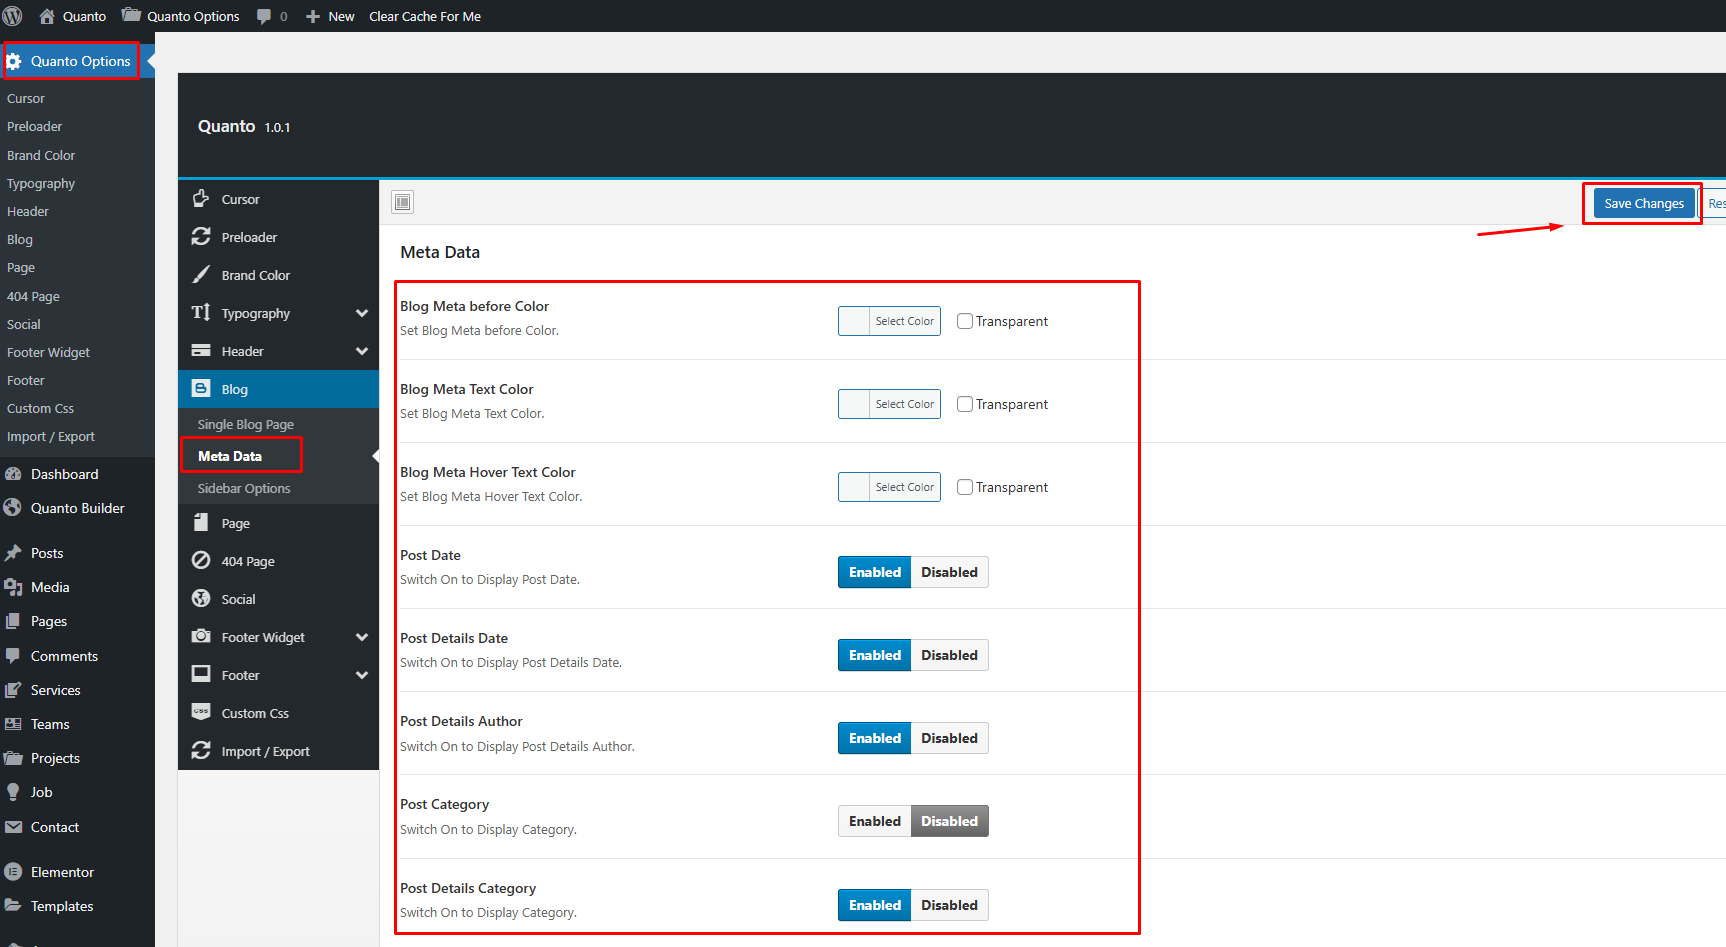 Quanto
Quanto Options
0
New
Clear Cache For Me
Quanto Options
Cursor
Preloader
Brand Color
Typography
Header
Blog
Page
404 Page
Social
Footer Widget
Footer
Custom Css
Import / Export
Dashboard
Quanto Builder
Posts
Media
Pages
Comments
Services
Teams
Projects
Job
Contact
Elementor
Templates
Quanto 1.0.1
Cursor
Preloader
Brand Color
Typography
Header
Blog
Single Blog Page
Meta Data
Sidebar Options
Page
404 Page
Social
Footer Widget
Footer
CSS Custom Css
Import / Export
Save Changes
Res
Meta Data
Blog Meta before Color
Set Blog Meta before Color.
Select Color
Transparent
Blog Meta Text Color
Set Blog Meta Text Color.
Select Color
Transparent
Blog Meta Hover Text Color
Set Blog Meta Hover Text Color.
Select Color
Transparent
Post Date
Switch On to Display Post Date.
Enabled Disabled
Post Details Date
Switch On to Display Post Details Date.
Enabled Disabled
Post Details Author
Switch On to Display Post Details Author.
Enabled Disabled
Post Category
Switch On to Display Category.
Enabled Disabled
Post Details Category
Switch On to Display Category.
Enabled Disabled